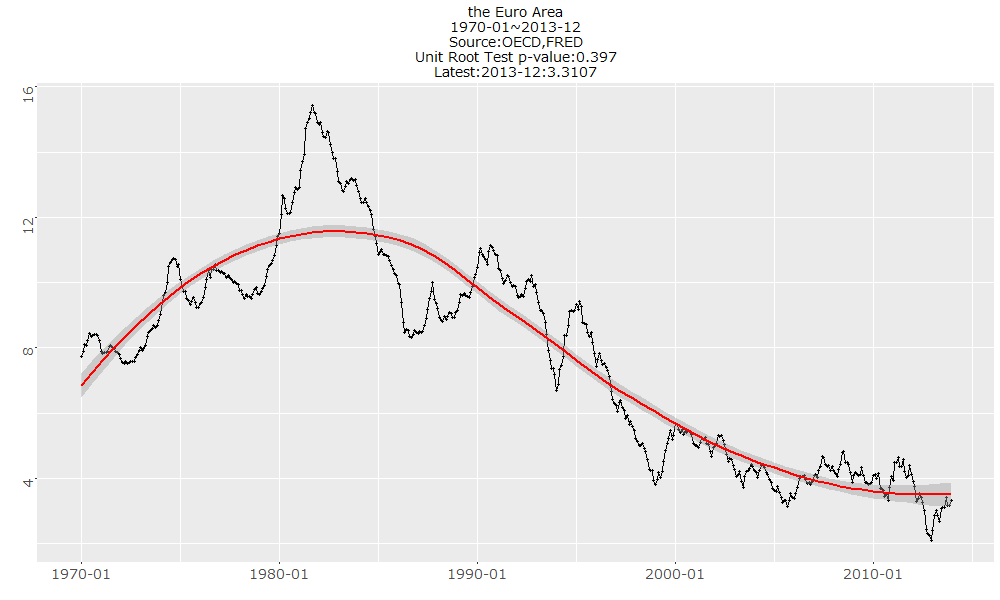 the Euro Area
1970-01~2013-12
Source:OECD,FRED
Unit Root Test p-value:0.397
Latest:2013-12:3.3107
16
12
8
4
1970-01 1980-01 1990-01 2000-01 2010-01